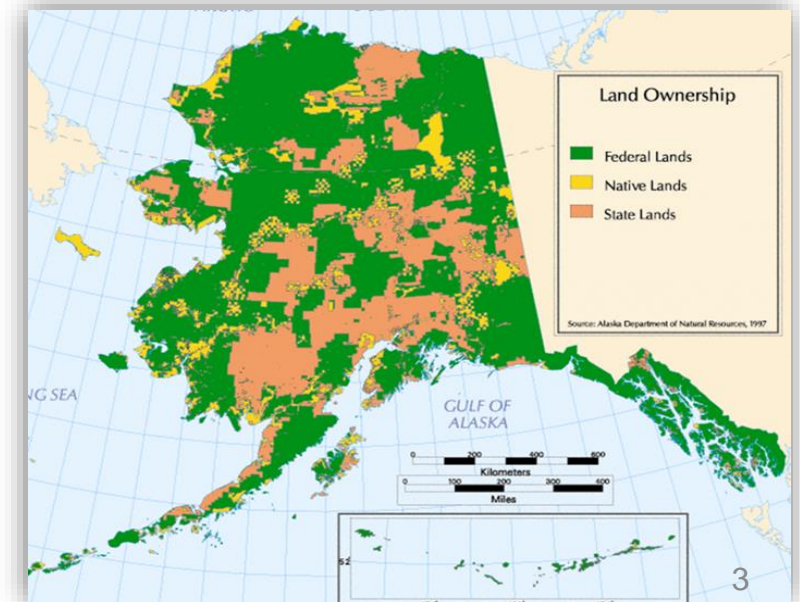 Land Ownership
Federal Lands
Native Lands
State Lands
Source: Alaska Department of Natural Resources, 1997
NG SEA
GULF OF
ALASKA
0 200 400 600
Kilometers
0 100 200 300 400
Miles
52
3